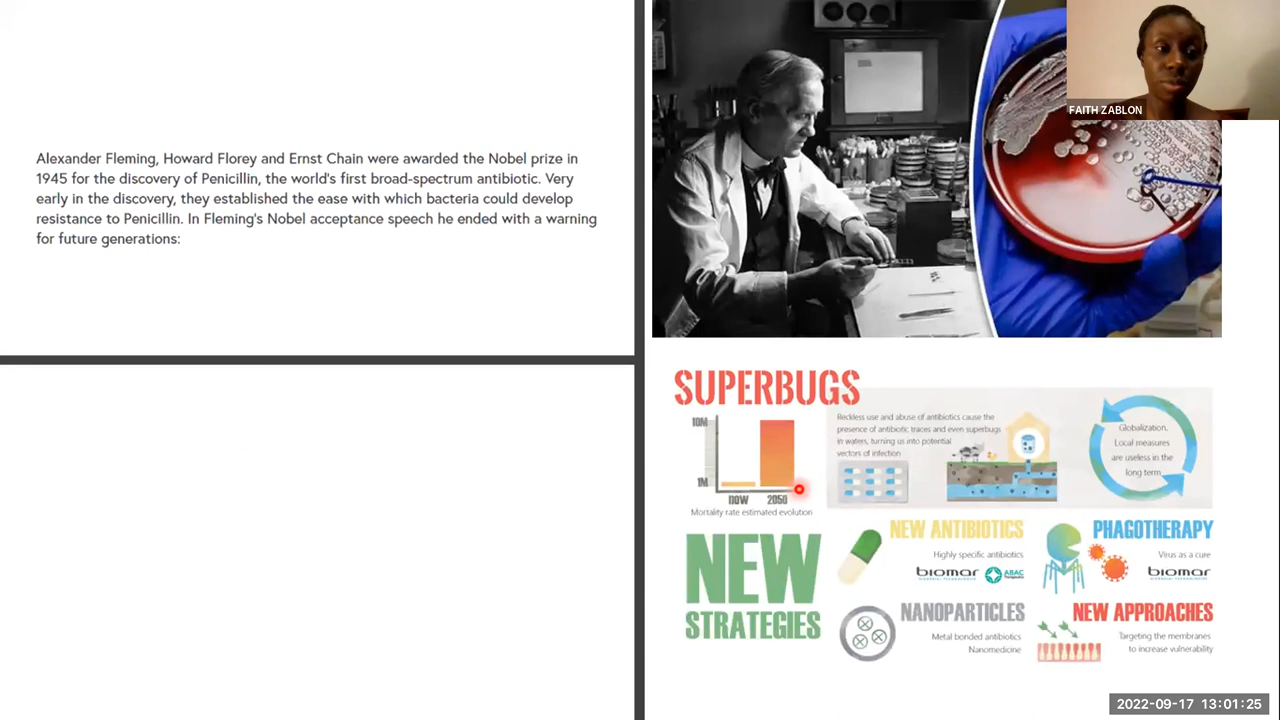 Alexander Fleming, Howard Florey and Ernst Chain were awarded the Nobel prize in
1945 for the discovery of Penicillin, the world's first broad-spectrum antibiotic. Very
early in the discovery, they established the ease with which bacteria could develop
resistance to Penicillin. In Fleming's Nobel acceptance speech he ended with a warning
for future generations:
FAITH ZABLON
SUPERBUGS
10M
1M
now
2050
Mortality rate estimated evolution
Reckless use and abuse of antibiotics cause the
presence of antibiotic traces and even superbugs
in waters, turning us into potential
vectors of infection
Globalization.
Local measures
are useless in the
long term
NEW
STRATEGIES
NEW ANTIBIOTICS
Highly specific antibiotics
biomar
ABAC
Therapeutics
PHAGOTHERAPY
Virus as a cure
biomar
NANOPARTICLES
Metal bonded antibiotics
Nanomedicine
NEW APPROACHES
Targeting the membranes
to increase vulnerability
2022-09-17 13:01:25